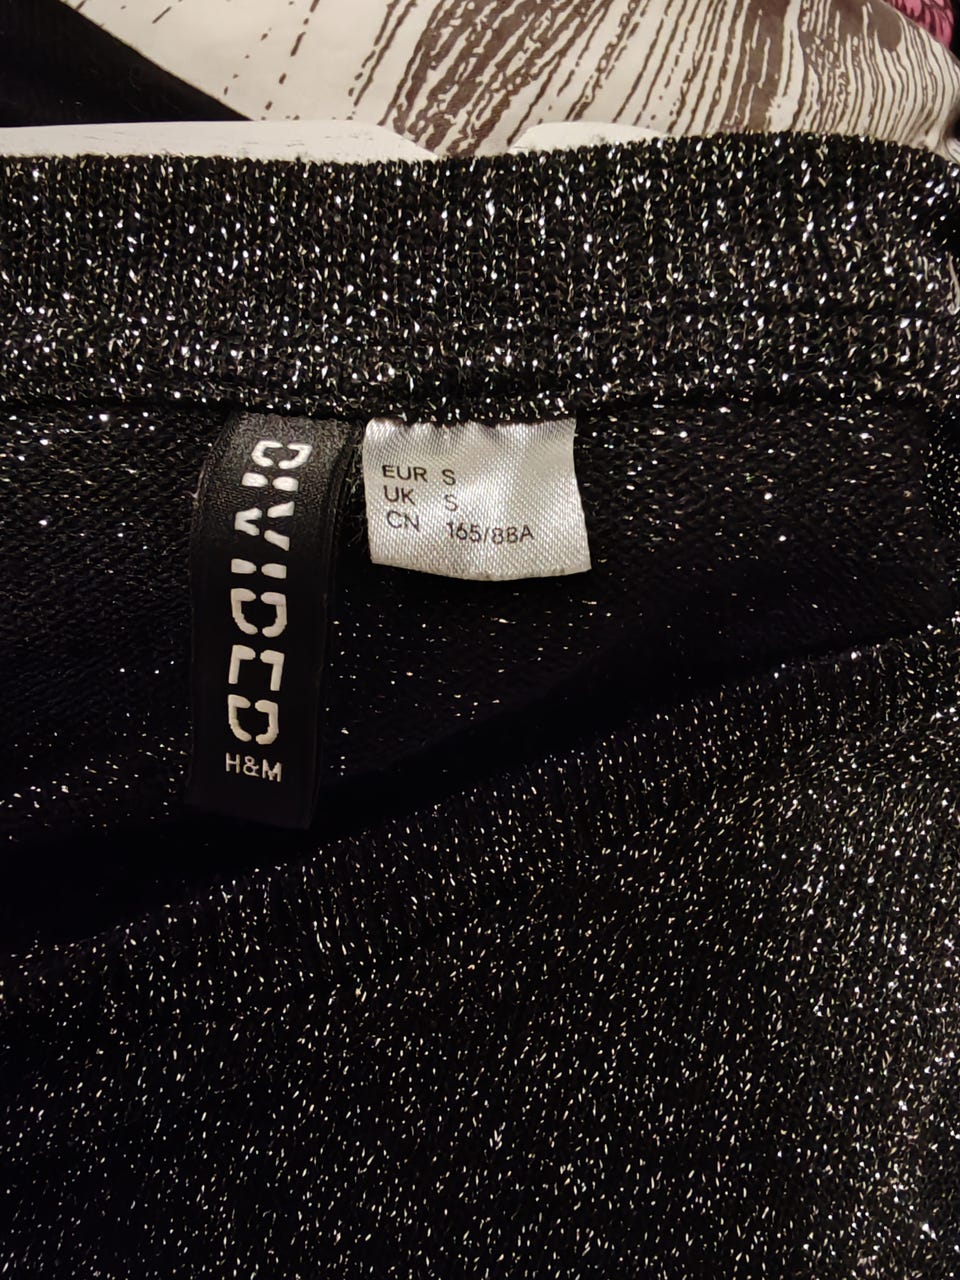 DIVIDED
H&M
EUR S
UK S
CN 165/88A